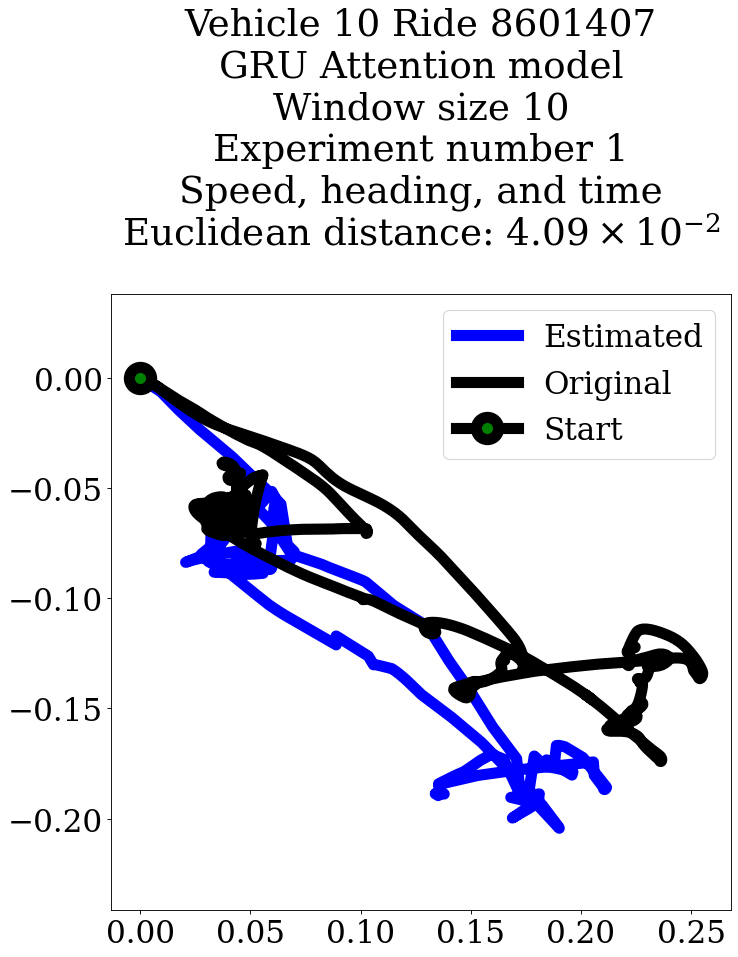 Vehicle 10 Ride 8601407
GRU Attention model
Window size 10
Experiment number 1
Speed, heading, and time
Euclidean distance: 4.09 × 10⁻²
Estimated
Original
Start
0.00
−0.05
−0.10
−0.15
−0.20
0.00 0.05 0.10 0.15 0.20 0.25